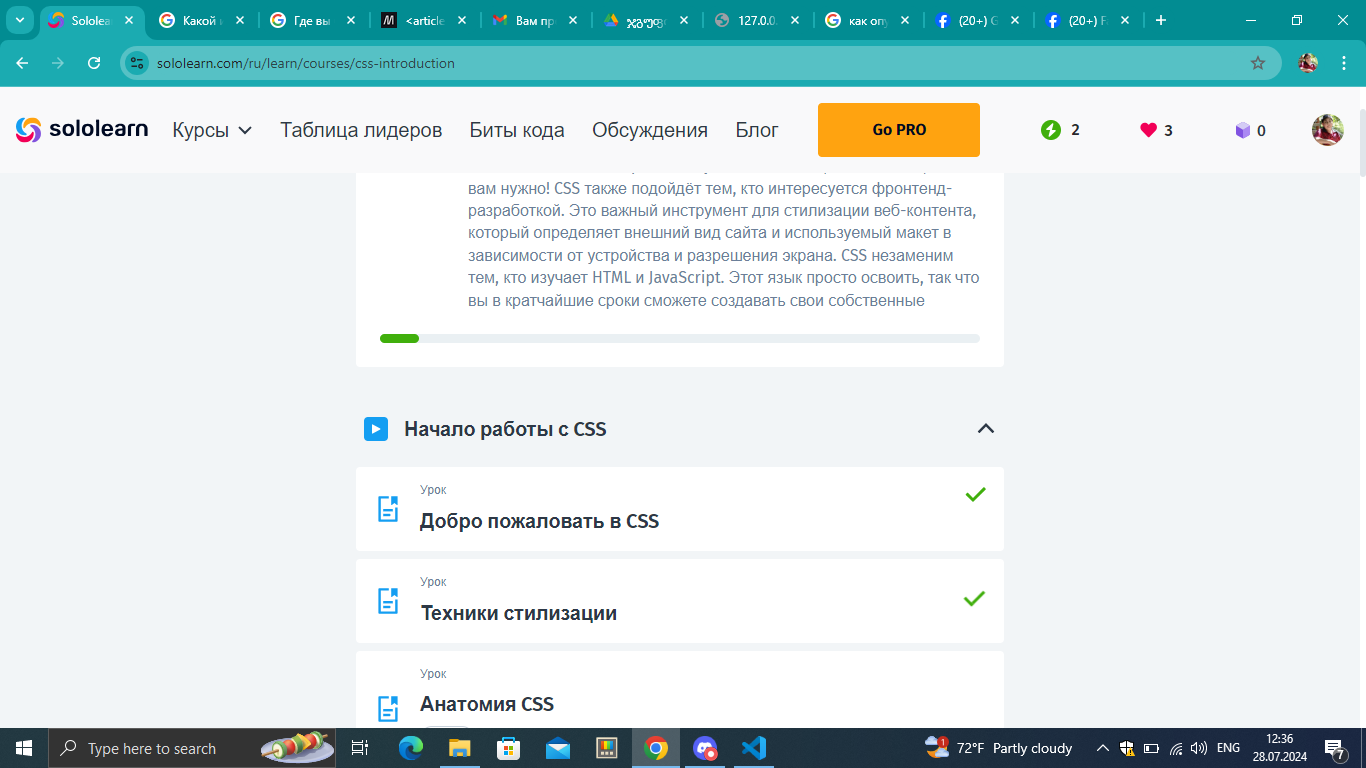 Sololea
Какой и
Где вы
<article
Вам пр
ჯგუფ
127.0.0.
как опу
(20+) G
(20+) Fa
sololearn.com/ru/learn/courses/css-introduction
sololearn
Курсы
Таблица лидеров
Биты кода
Обсуждения
Блог
Go PRO
2
3
0
вам нужно! CSS также подойдёт тем, кто интересуется фронтенд-
разработкой. Это важный инструмент для стилизации веб-контента,
который определяет внешний вид сайта и используемый макет в
зависимости от устройства и разрешения экрана. CSS незаменим
тем, кто изучает HTML и JavaScript. Этот язык просто освоить, так что
вы в кратчайшие сроки сможете создавать свои собственные
Начало работы с CSS
Урок
Добро пожаловать в CSS
Урок
Техники стилизации
Урок
Анатомия CSS
Type here to search
1
72°F Partly cloudy
ENG
12:36
28.07.2024
7